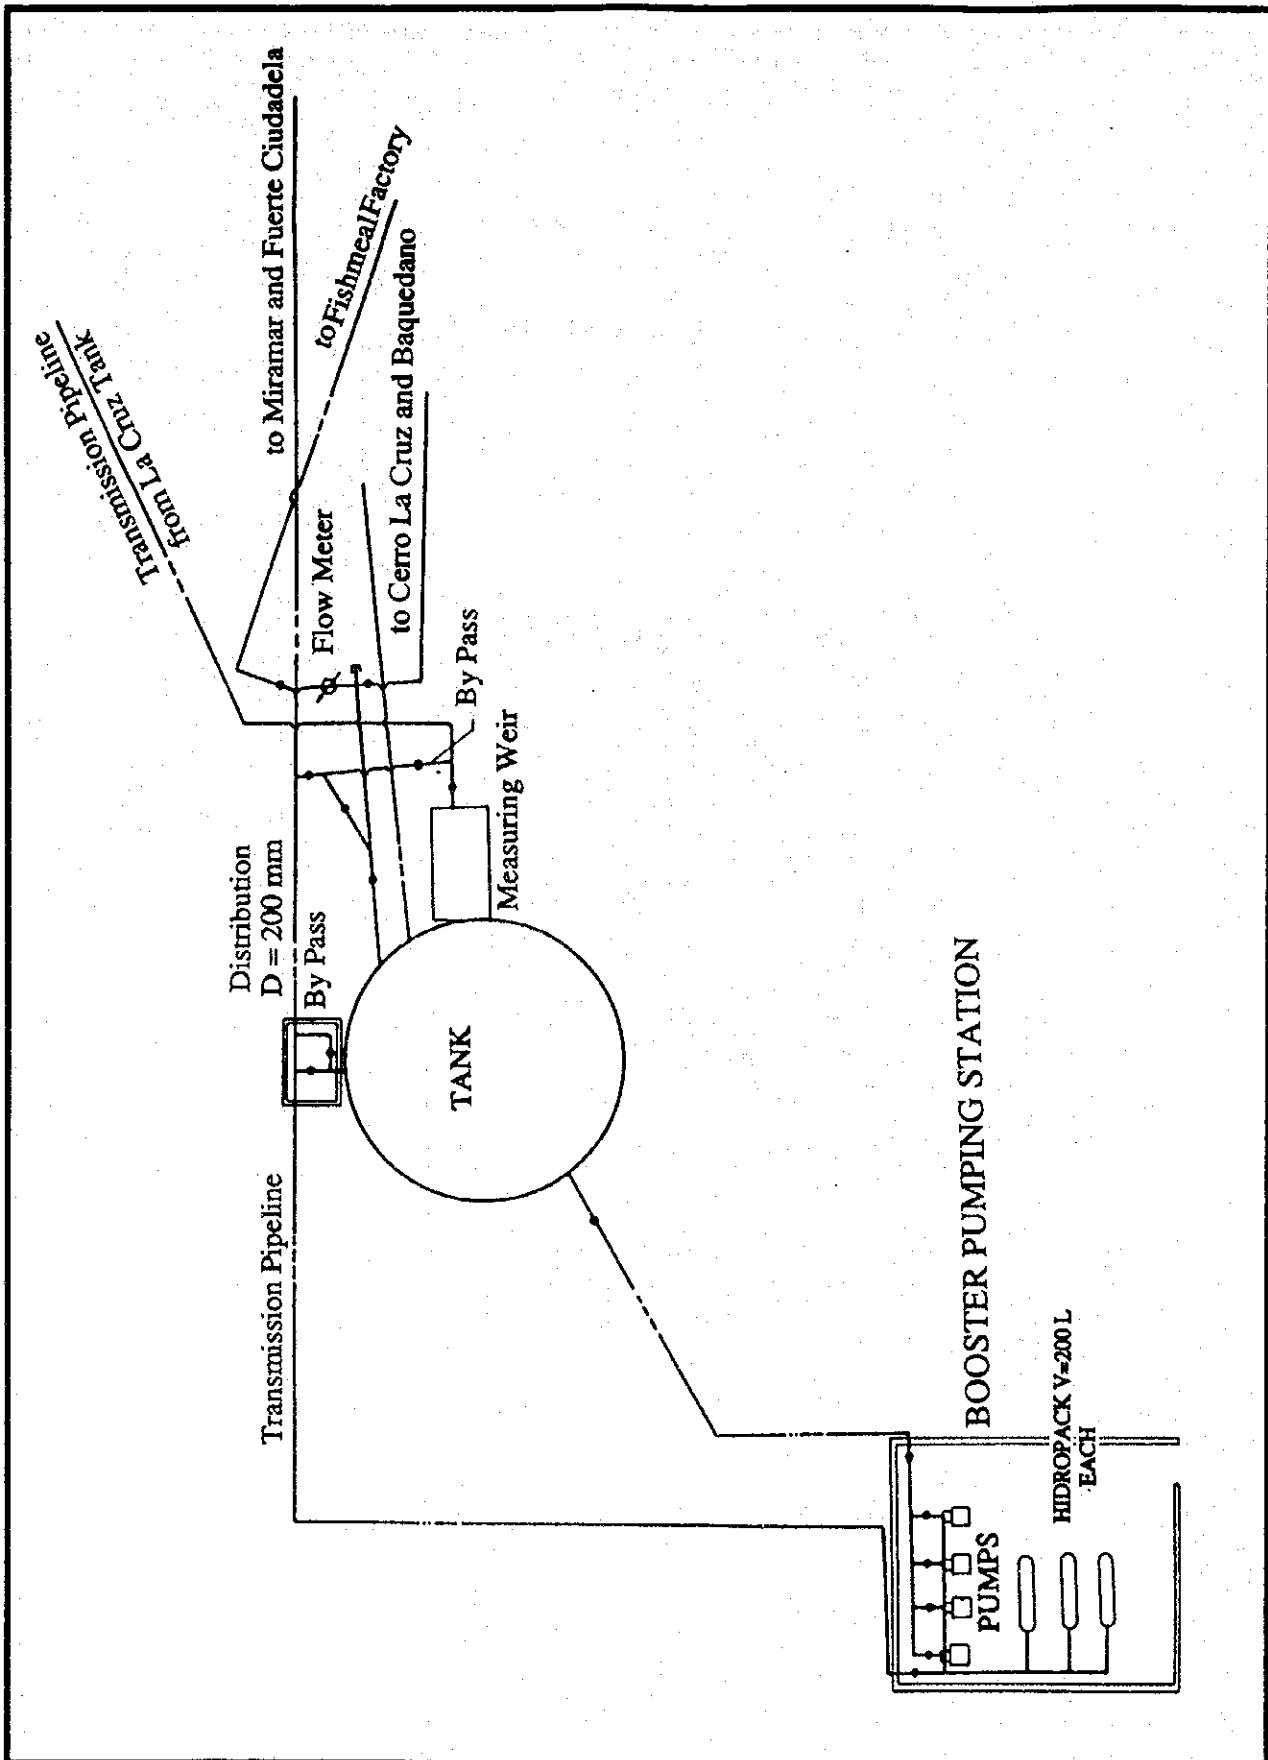 Transmission Pipeline
from La Cruz Tank
to Miramar and Fuerte Ciudadela
to Fishmeal Factory
to Cerro La Cruz and Baquedano
Flow Meter
By Pass
Measuring Weir
Distribution
D = 200 mm
By Pass
Transmission Pipeline
TANK
BOOSTER PUMPING STATION
HIDROPACK V=200 L
EACH
PUMPS